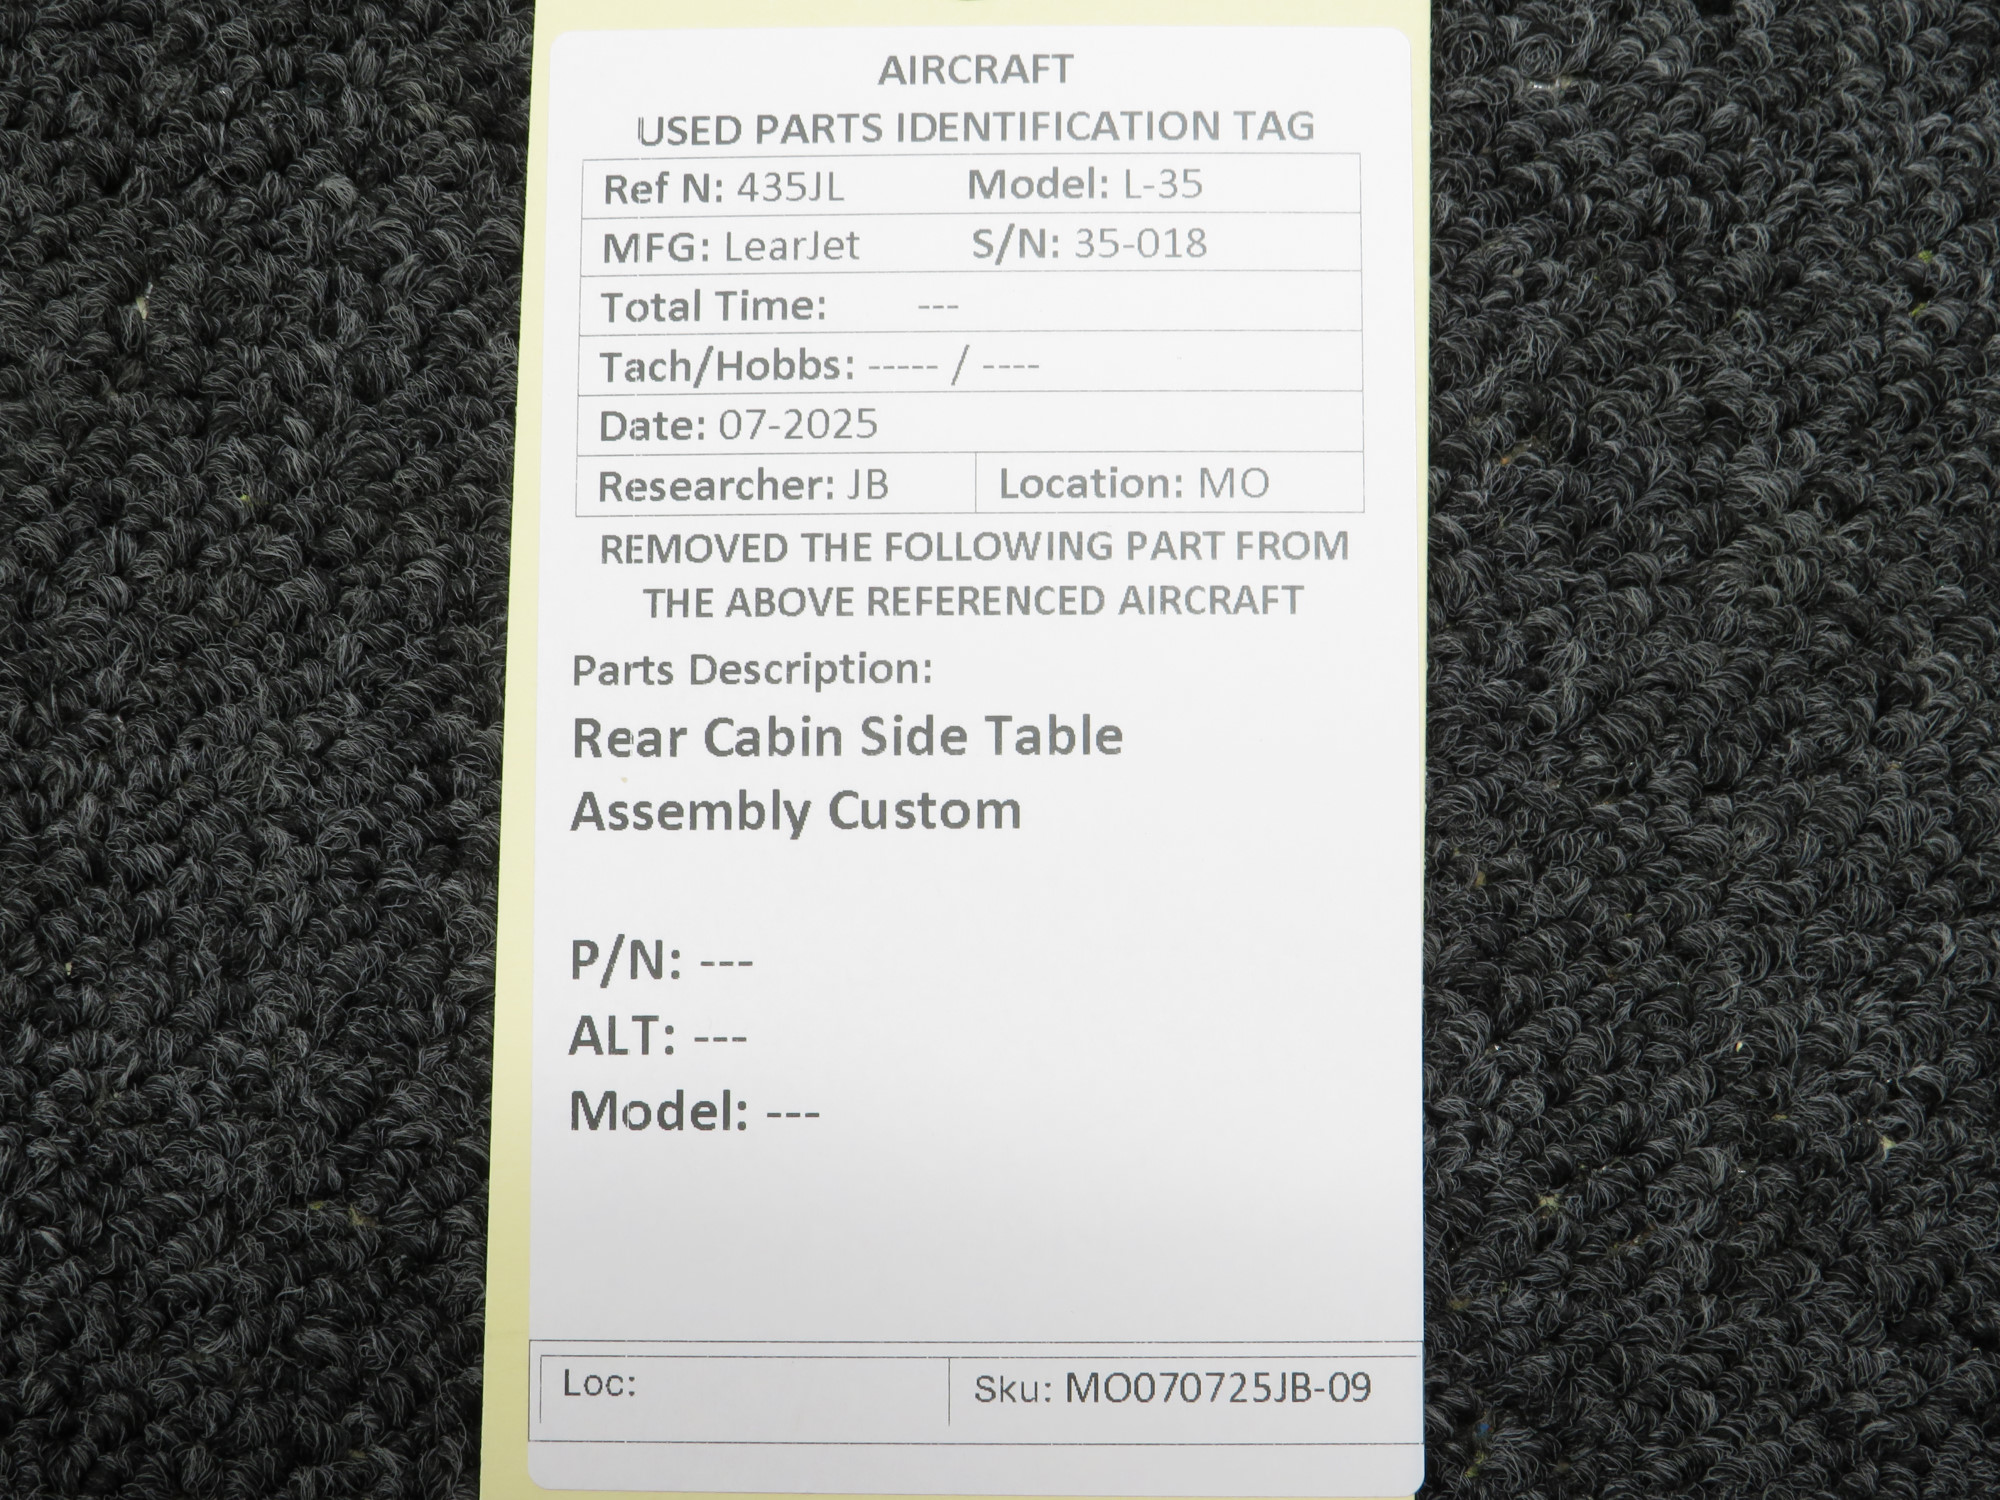 AIRCRAFT
USED PARTS IDENTIFICATION TAG
Ref N: 435JL Model: L-35
MFG: LearJet S/N: 35-018
Total Time: ---
Tach/Hobbs: ----- / ----
Date: 07-2025
Researcher: JB Location: MO
REMOVED THE FOLLOWING PART FROM
THE ABOVE REFERENCED AIRCRAFT
Parts Description:
Rear Cabin Side Table
Assembly Custom
P/N: ---
ALT: ---
Model: ---
Loc: Sku: MO070725JB-09